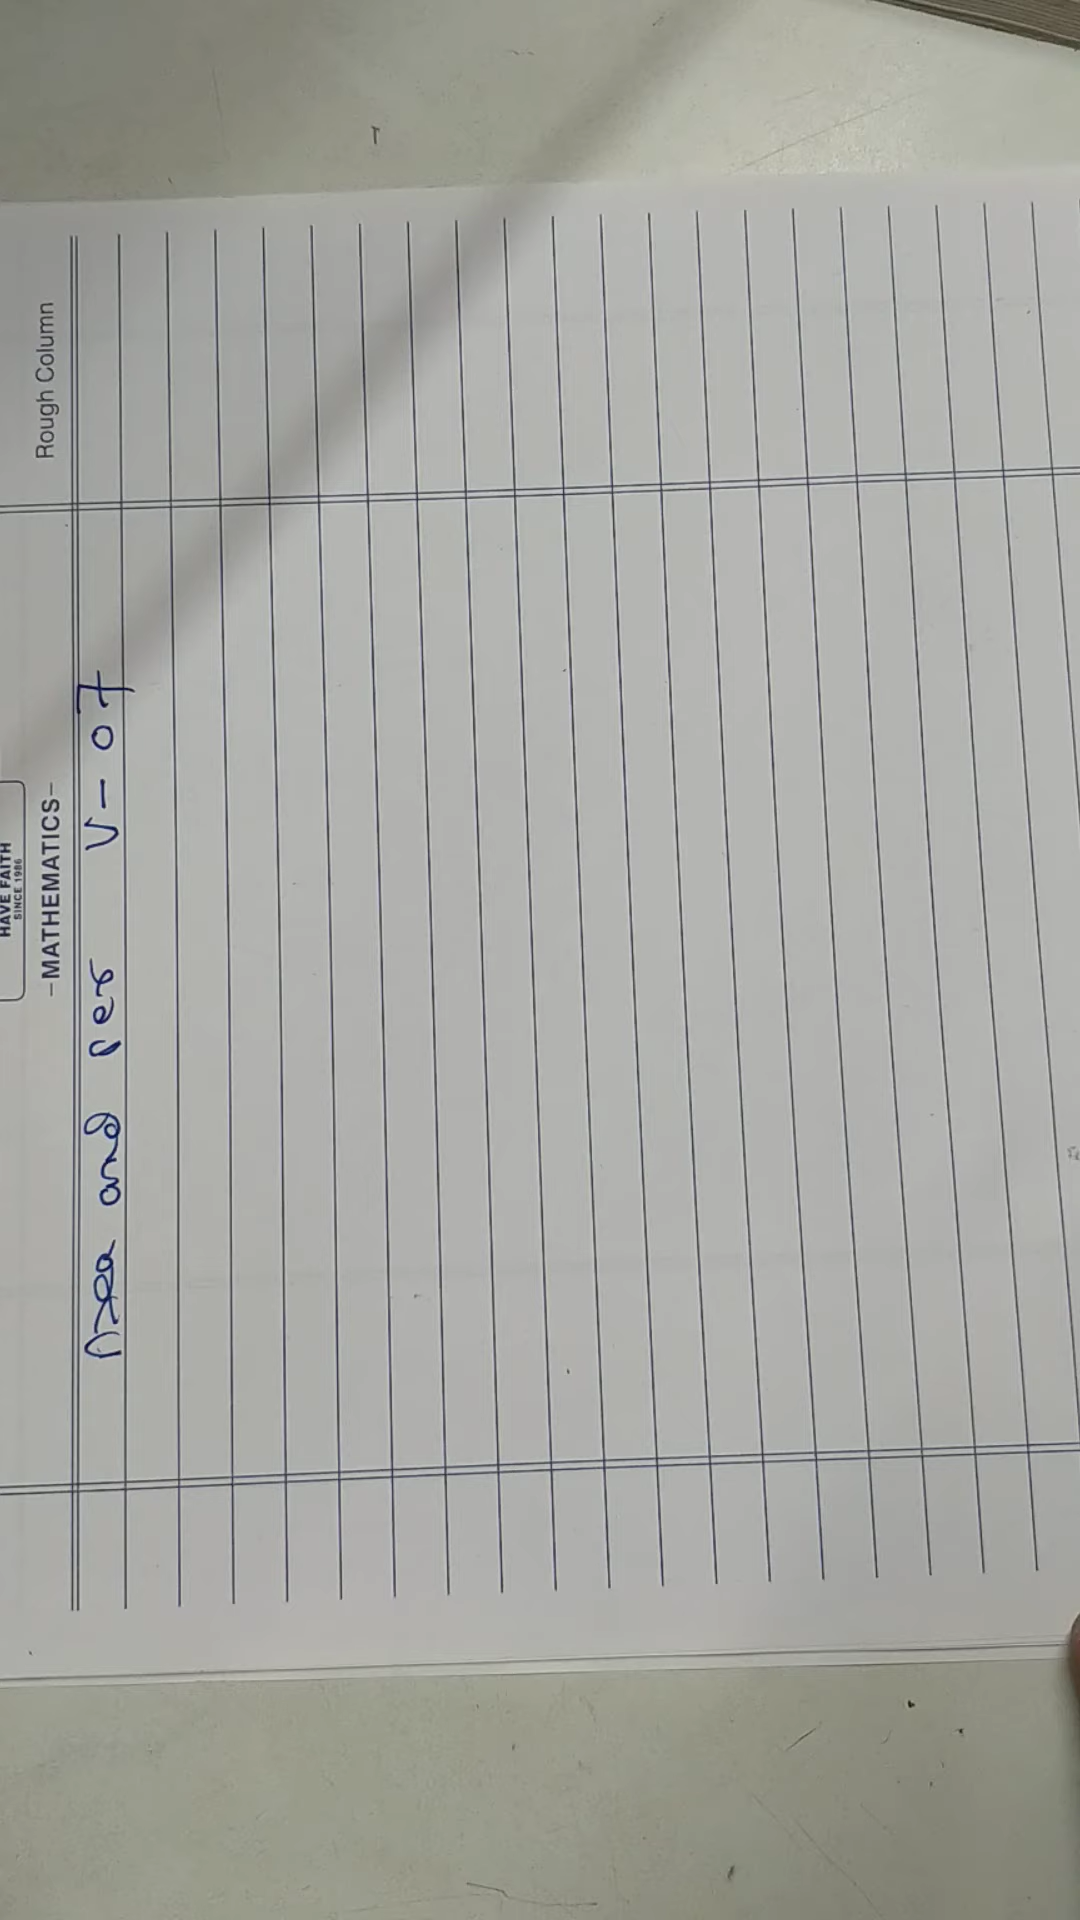 HAVE FAITH
SINCE 1986
-MATHEMATICS-
Rough Column
Area and Per V-07